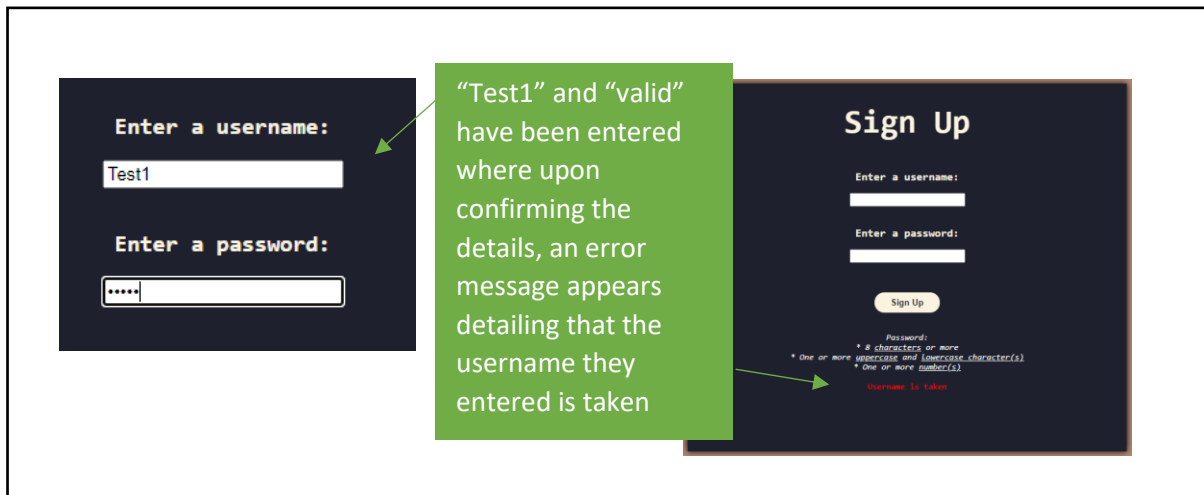 Enter a username:
Test1
Enter a password:
•••••
“Test1” and “valid”
have been entered
where upon
confirming the
details, an error
message appears
detailing that the
username they
entered is taken
Sign Up
Enter a username:
Enter a password:
Sign Up
Password:
* 8 characters or more
* One or more uppercase and lowercase character(s)
* One or more number(s)
Username is taken